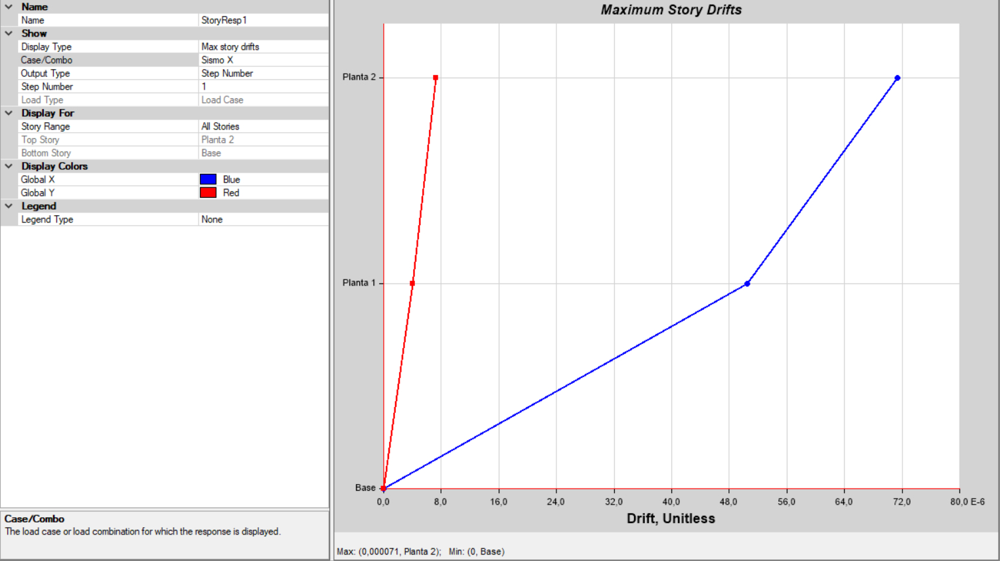 Name
Name StoryResp1
Show
Display Type Max story drifts
Case/Combo Sismo X
Output Type Step Number
Step Number 1
Load Type Load Case
Display For
Story Range All Stories
Top Story Planta 2
Bottom Story Base
Display Colors
Global X Blue
Global Y Red
Legend
Legend Type None
Case/Combo
The load case or load combination for which the response is displayed.
Maximum Story Drifts
Planta 2
Planta 1
Base
0,0 8,0 16,0 24,0 32,0 40,0 48,0 56,0 64,0 72,0 80,0 E-6
Drift, Unitless
Max: (0,000071, Planta 2); Min: (0, Base)